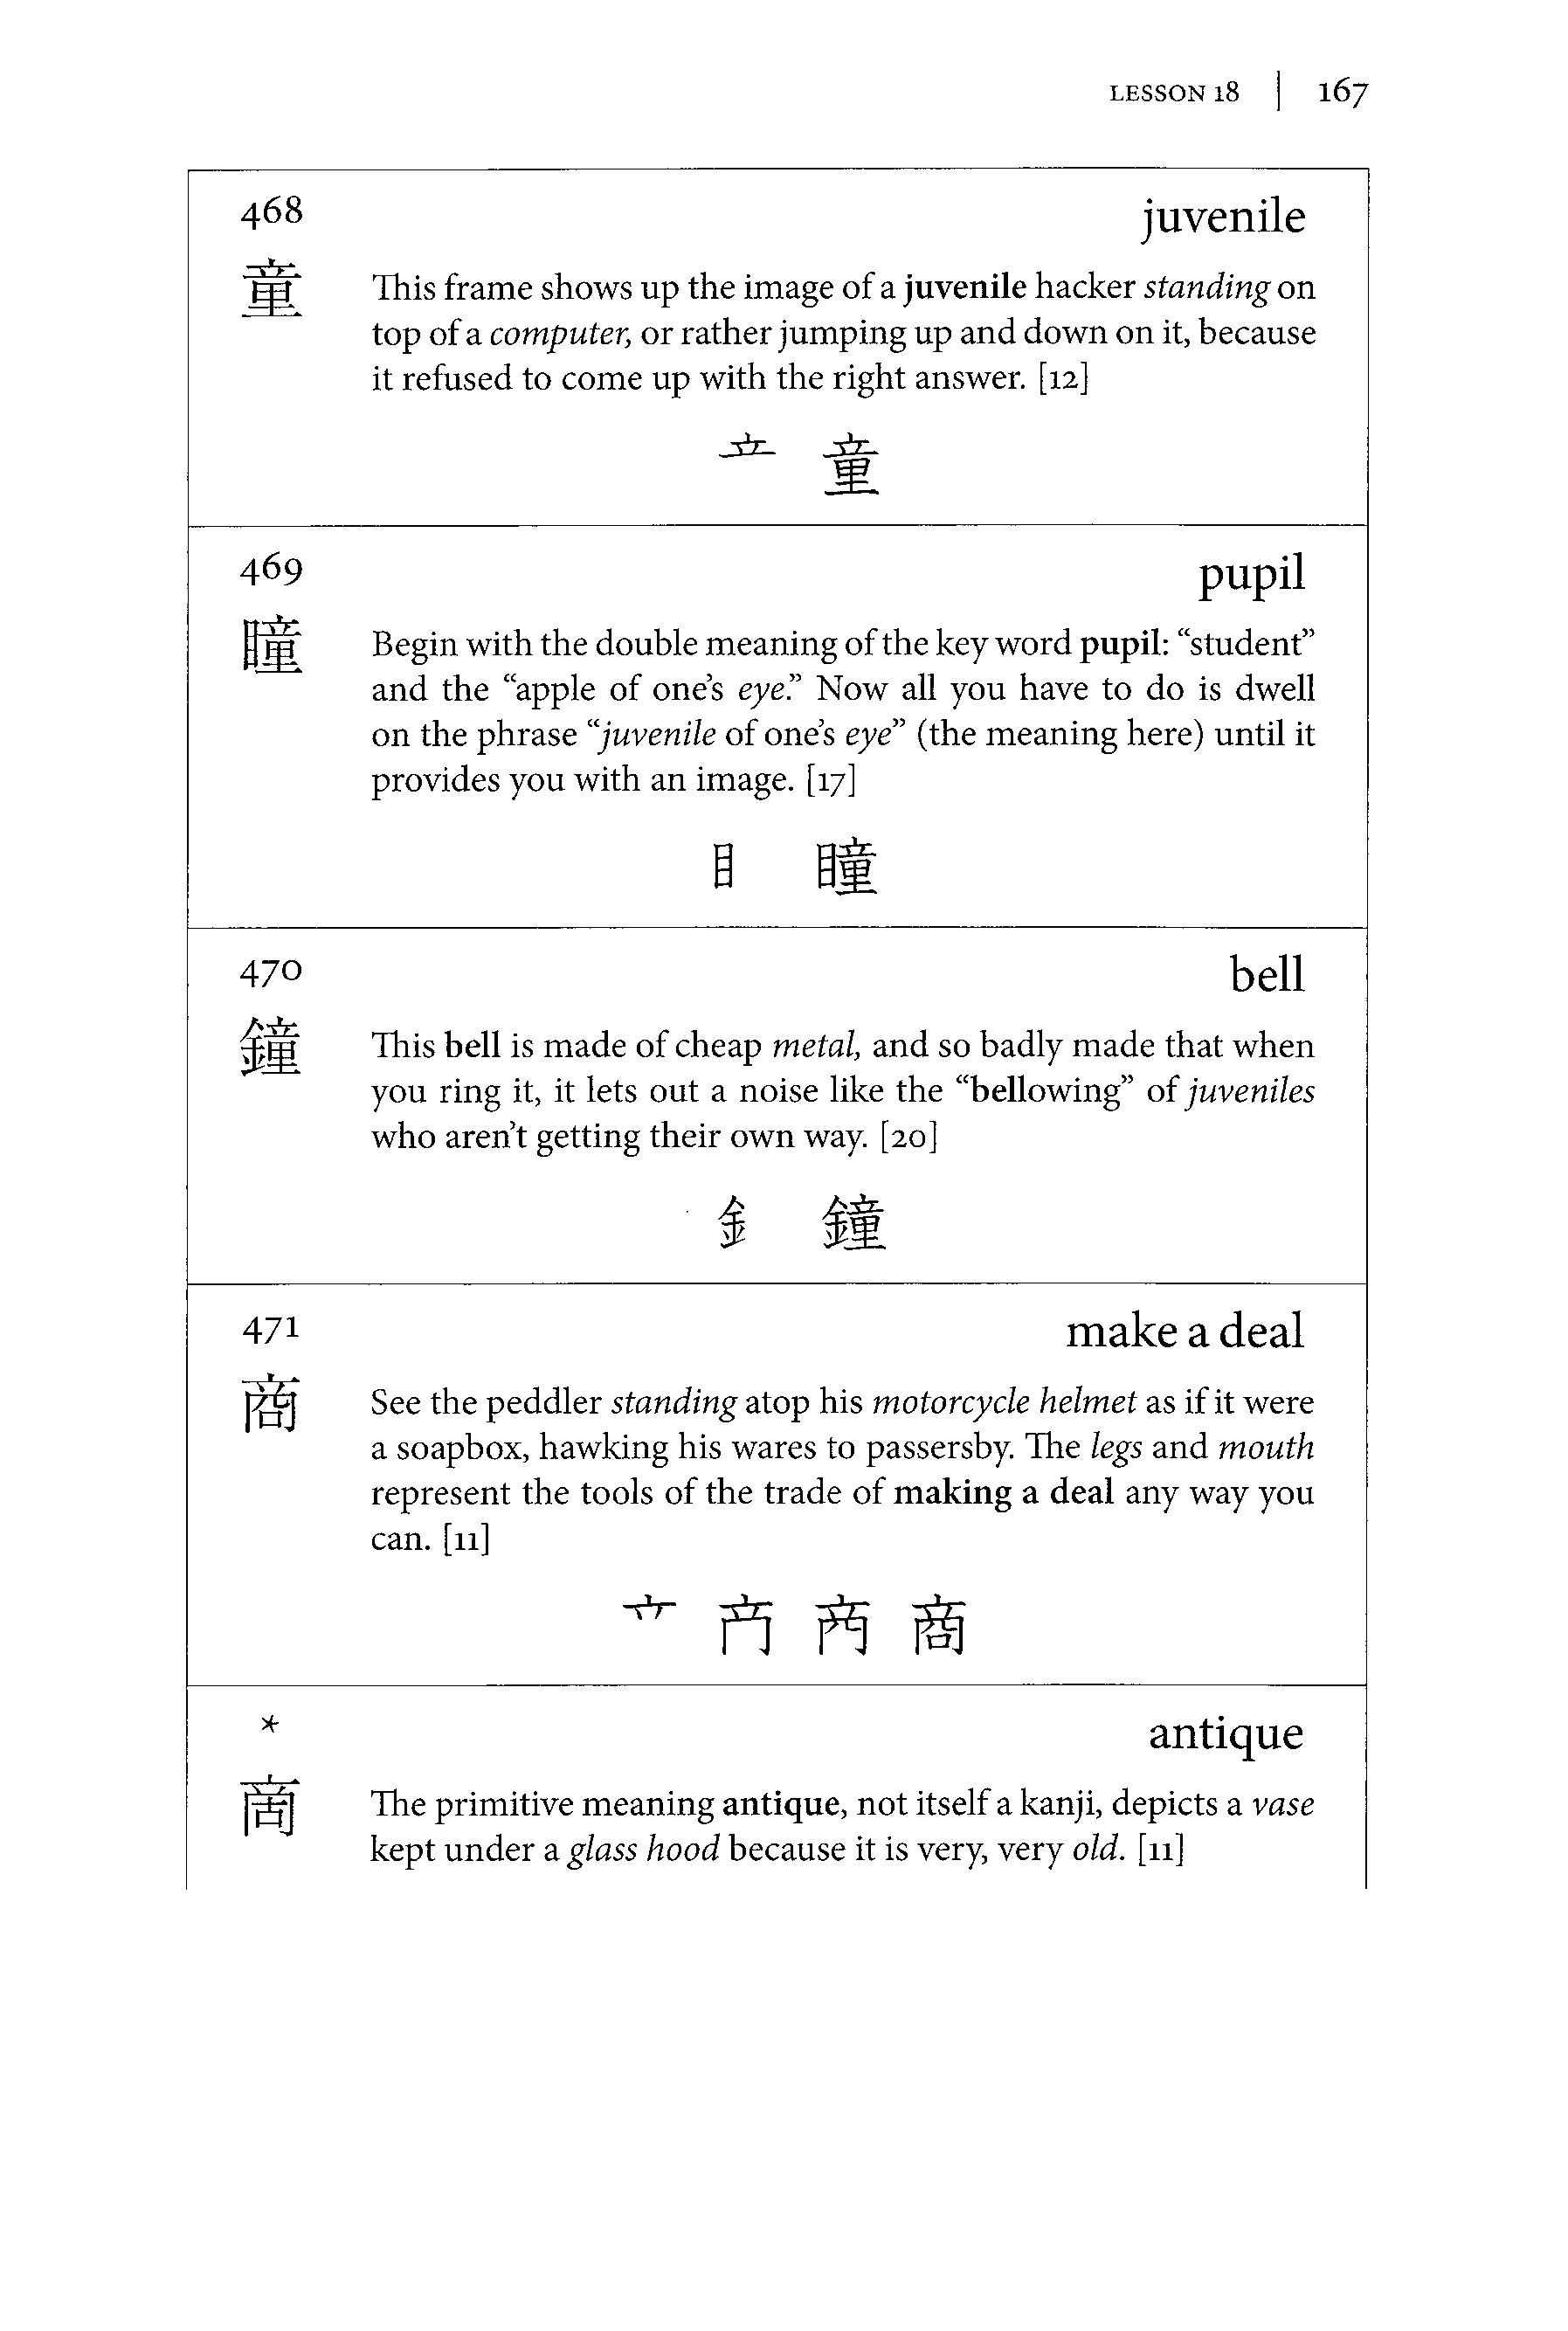 LESSON 18 | 167
468 juvenile
童 This frame shows up the image of a juvenile hacker standing on
top of a computer, or rather jumping up and down on it, because
it refused to come up with the right answer. [12]
立 童
469 pupil
瞳 Begin with the double meaning of the key word pupil: “student”
and the “apple of one’s eye.” Now all you have to do is dwell
on the phrase “juvenile of one’s eye” (the meaning here) until it
provides you with an image. [17]
目 瞳
470 bell
鐘 This bell is made of cheap metal, and so badly made that when
you ring it, it lets out a noise like the “bellowing” of juveniles
who aren’t getting their own way. [20]
釒 鐘
471 make a deal
商 See the peddler standing atop his motorcycle helmet as if it were
a soapbox, hawking his wares to passersby. The legs and mouth
represent the tools of the trade of making a deal any way you
can. [11]
商
* antique
啇 The primitive meaning antique, not itself a kanji, depicts a vase
kept under a glass hood because it is very, very old. [11]